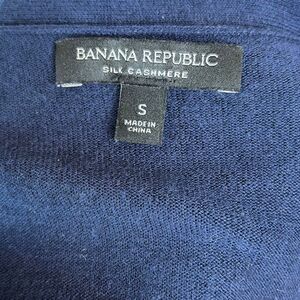 BANANA REPUBLIC
SILK CASHMERE
S
MADE IN
CHINA